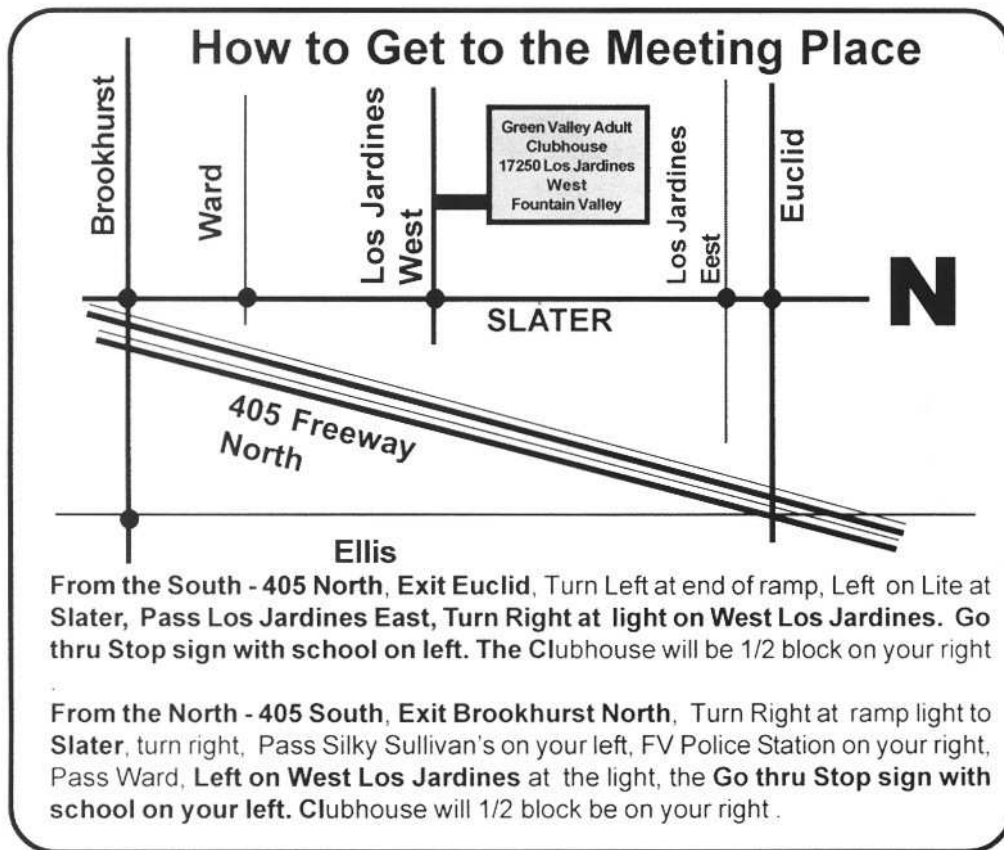 How to Get to the Meeting Place
Brookhurst
Ward
Los Jardines
West
Green Valley Adult
Clubhouse
17250 Los Jardines
West
Fountain Valley
Los Jardines
Eest
Euclid
N
SLATER
405 Freeway
North
Ellis
From the South - 405 North, Exit Euclid, Turn Left at end of ramp, Left on Lite at
Slater, Pass Los Jardines East, Turn Right at light on West Los Jardines. Go
thru Stop sign with school on left. The Clubhouse will be 1/2 block on your right
.
From the North - 405 South, Exit Brookhurst North, Turn Right at ramp light to
Slater, turn right, Pass Silky Sullivan's on your left, FV Police Station on your right,
Pass Ward, Left on West Los Jardines at the light, the Go thru Stop sign with
school on your left. Clubhouse will 1/2 block be on your right .